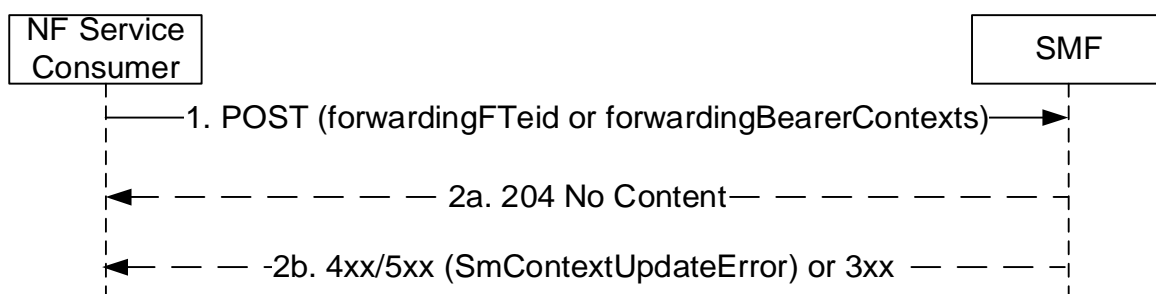 NF Service
Consumer
SMF
1. POST (forwardingFTeid or forwardingBearerContexts)
2a. 204 No Content
2b. 4xx/5xx (SmContextUpdateError) or 3xx